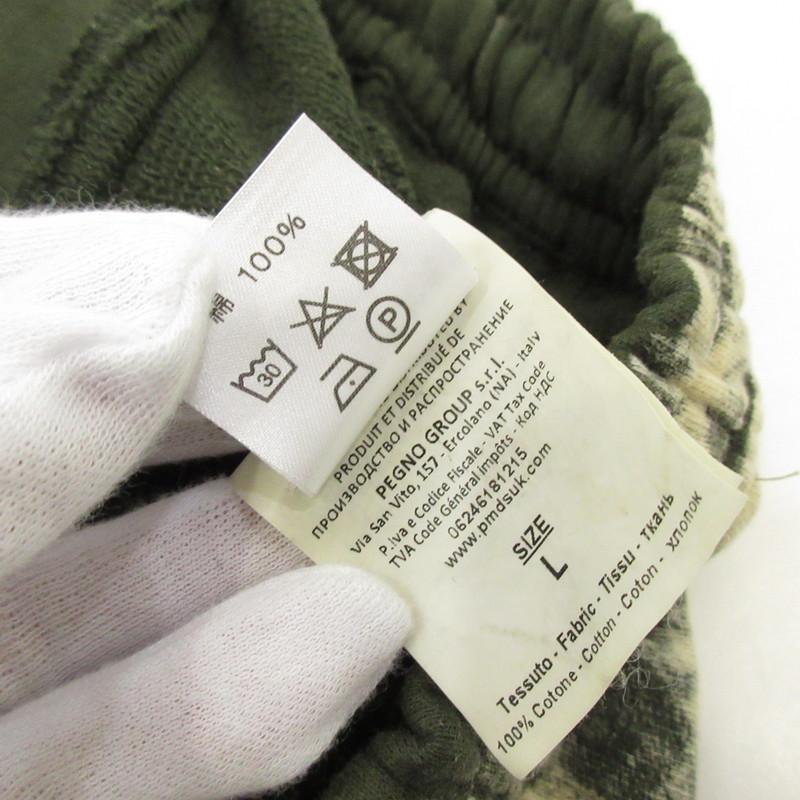 綿 100%
30
P
PRODUIT ET DISTRIBUÉ DE
ПРОИЗВОДСТВО И РАСПРОСТРАНЕНИЕ
PEGNO GROUP s.r.l.
Via San Vito, 157 - Ercolano (NA) - Italy
P.Iva e Codice Fiscale - VAT Tax Code
TVA Code Général impôts - Код НДС
06246181215
www.pmdsuk.com
SIZE
L
Tessuto - Fabric - Tissu - ткань
100% Cotone - Cotton - Coton - хлопок